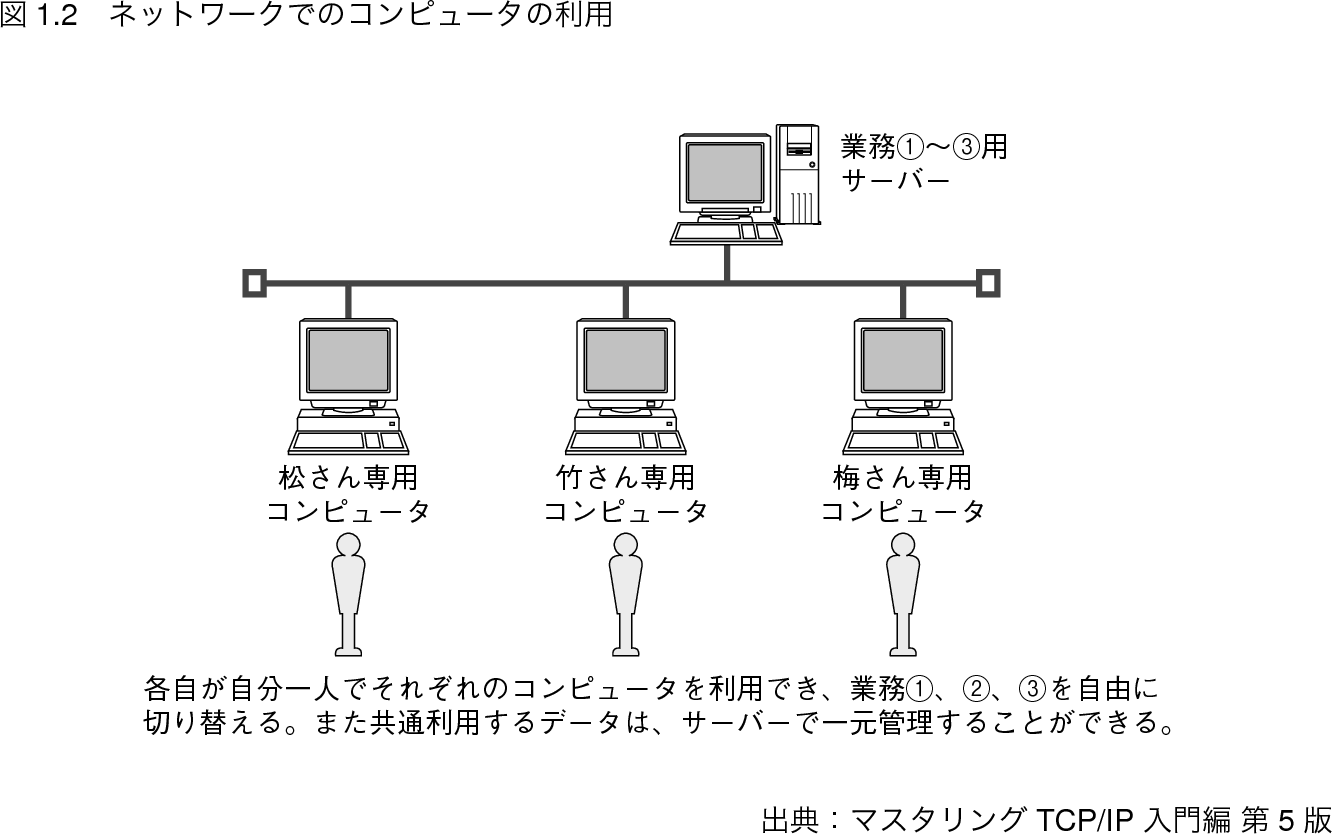 図 1.2　ネットワークでのコンピュータの利用
業務①～③用
サーバー
松さん専用
コンピュータ
竹さん専用
コンピュータ
梅さん専用
コンピュータ
各自が自分一人でそれぞれのコンピュータを利用でき、業務①、②、③を自由に
切り替える。また共通利用するデータは、サーバーで一元管理することができる。
出典：マスタリング TCP/IP 入門編 第 5 版